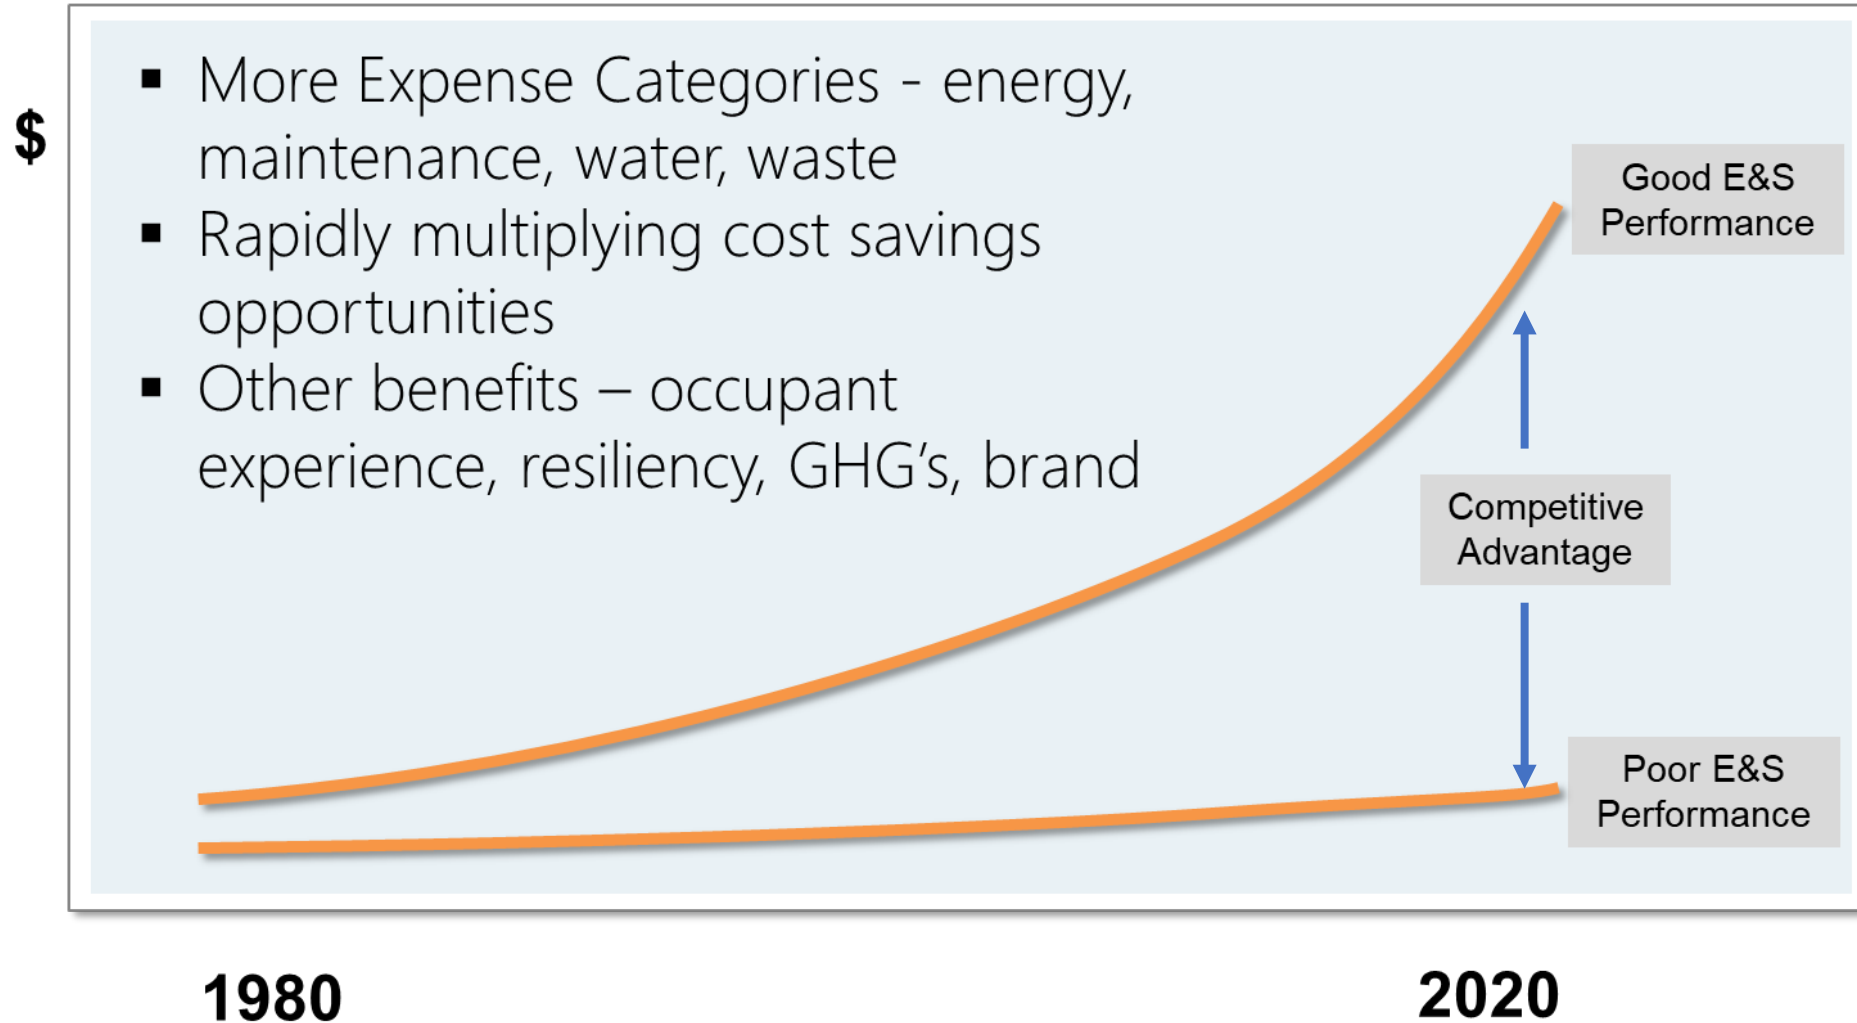 $
▪ More Expense Categories - energy,
maintenance, water, waste
▪ Rapidly multiplying cost savings
opportunities
▪ Other benefits – occupant
experience, resiliency, GHG’s, brand
Good E&S
Performance
Competitive
Advantage
Poor E&S
Performance
1980
2020